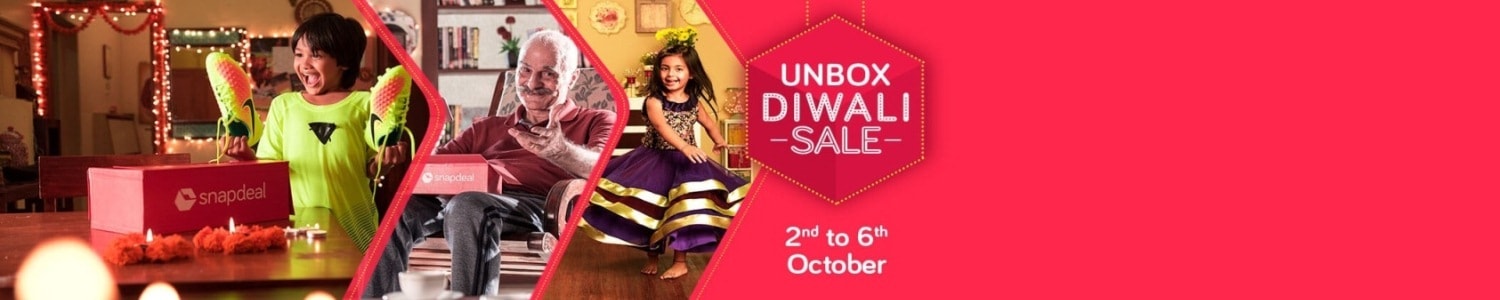 snapdeal
snapdeal
UNBOX
DIWALI
SALE
2nd to 6th
October